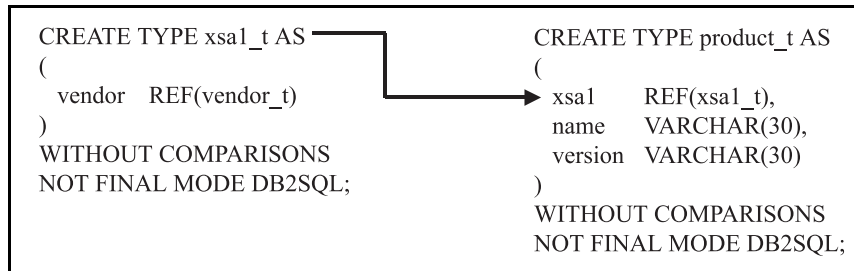 CREATE TYPE xsa1_t AS
(
vendor REF(vendor_t)
)
WITHOUT COMPARISONS
NOT FINAL MODE DB2SQL;
CREATE TYPE product_t AS
(
xsa1 REF(xsa1_t),
name VARCHAR(30),
version VARCHAR(30)
)
WITHOUT COMPARISONS
NOT FINAL MODE DB2SQL;